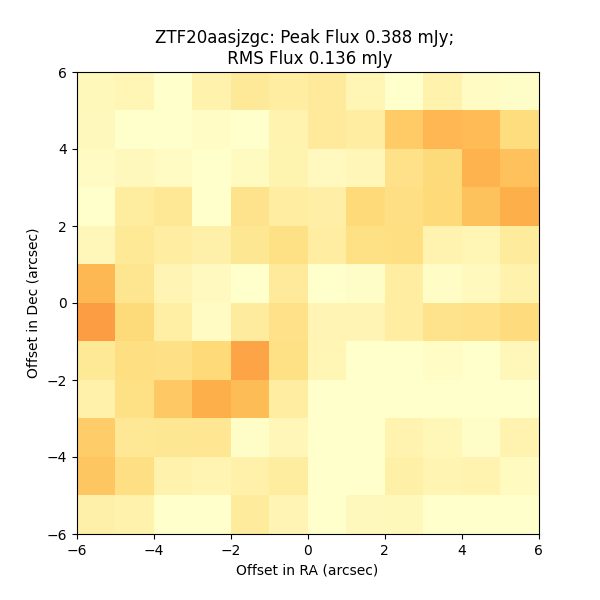 ZTF20aasjzgc: Peak Flux 0.388 mJy;
RMS Flux 0.136 mJy
6
4
2
0
−2
−4
−6
Offset in Dec (arcsec)
−6 −4 −2 0 2 4 6
Offset in RA (arcsec)